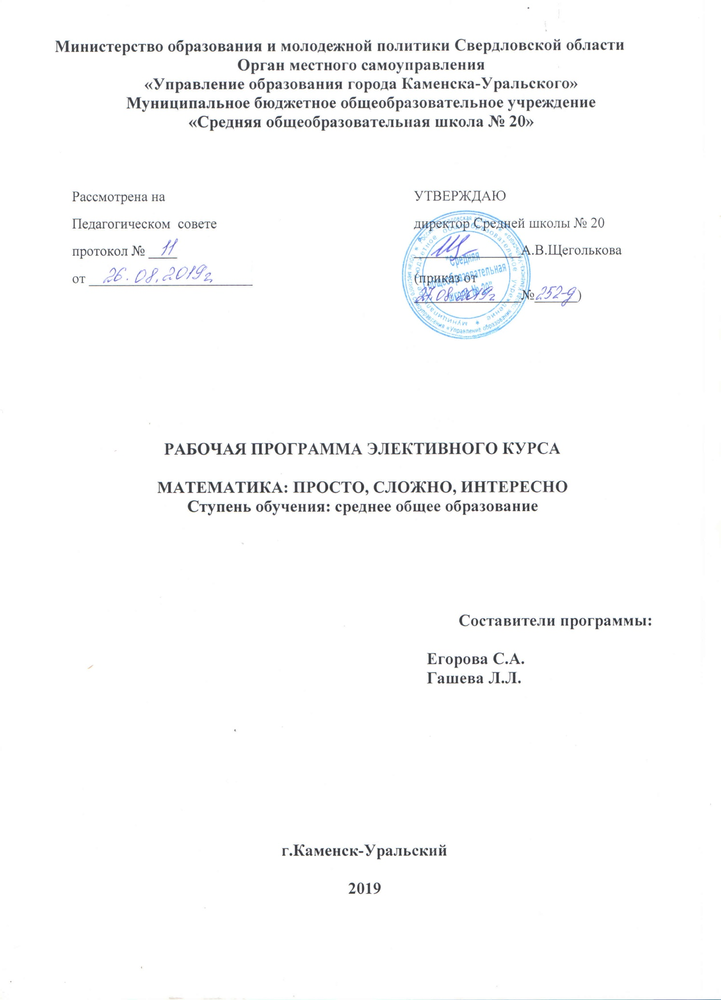 Министерство образования и молодежной политики Свердловской области
Орган местного самоуправления
«Управление образования города Каменска-Уральского»
Муниципальное бюджетное общеобразовательное учреждение
«Средняя общеобразовательная школа № 20»
Рассмотрена на
Педагогическом совете
протокол № 11
от 26.08.2019г.
УТВЕРЖДАЮ
директор Средней школы № 20
А.В.Щеголькова
(приказ от
27.08.2019г № 252-д)
"Средняя
общеобразовательная
школа № 20"
РАБОЧАЯ ПРОГРАММА ЭЛЕКТИВНОГО КУРСА
МАТЕМАТИКА: ПРОСТО, СЛОЖНО, ИНТЕРЕСНО
Ступень обучения: среднее общее образование
Составители программы:
Егорова С.А.
Гашева Л.Л.
г.Каменск-Уральский
2019